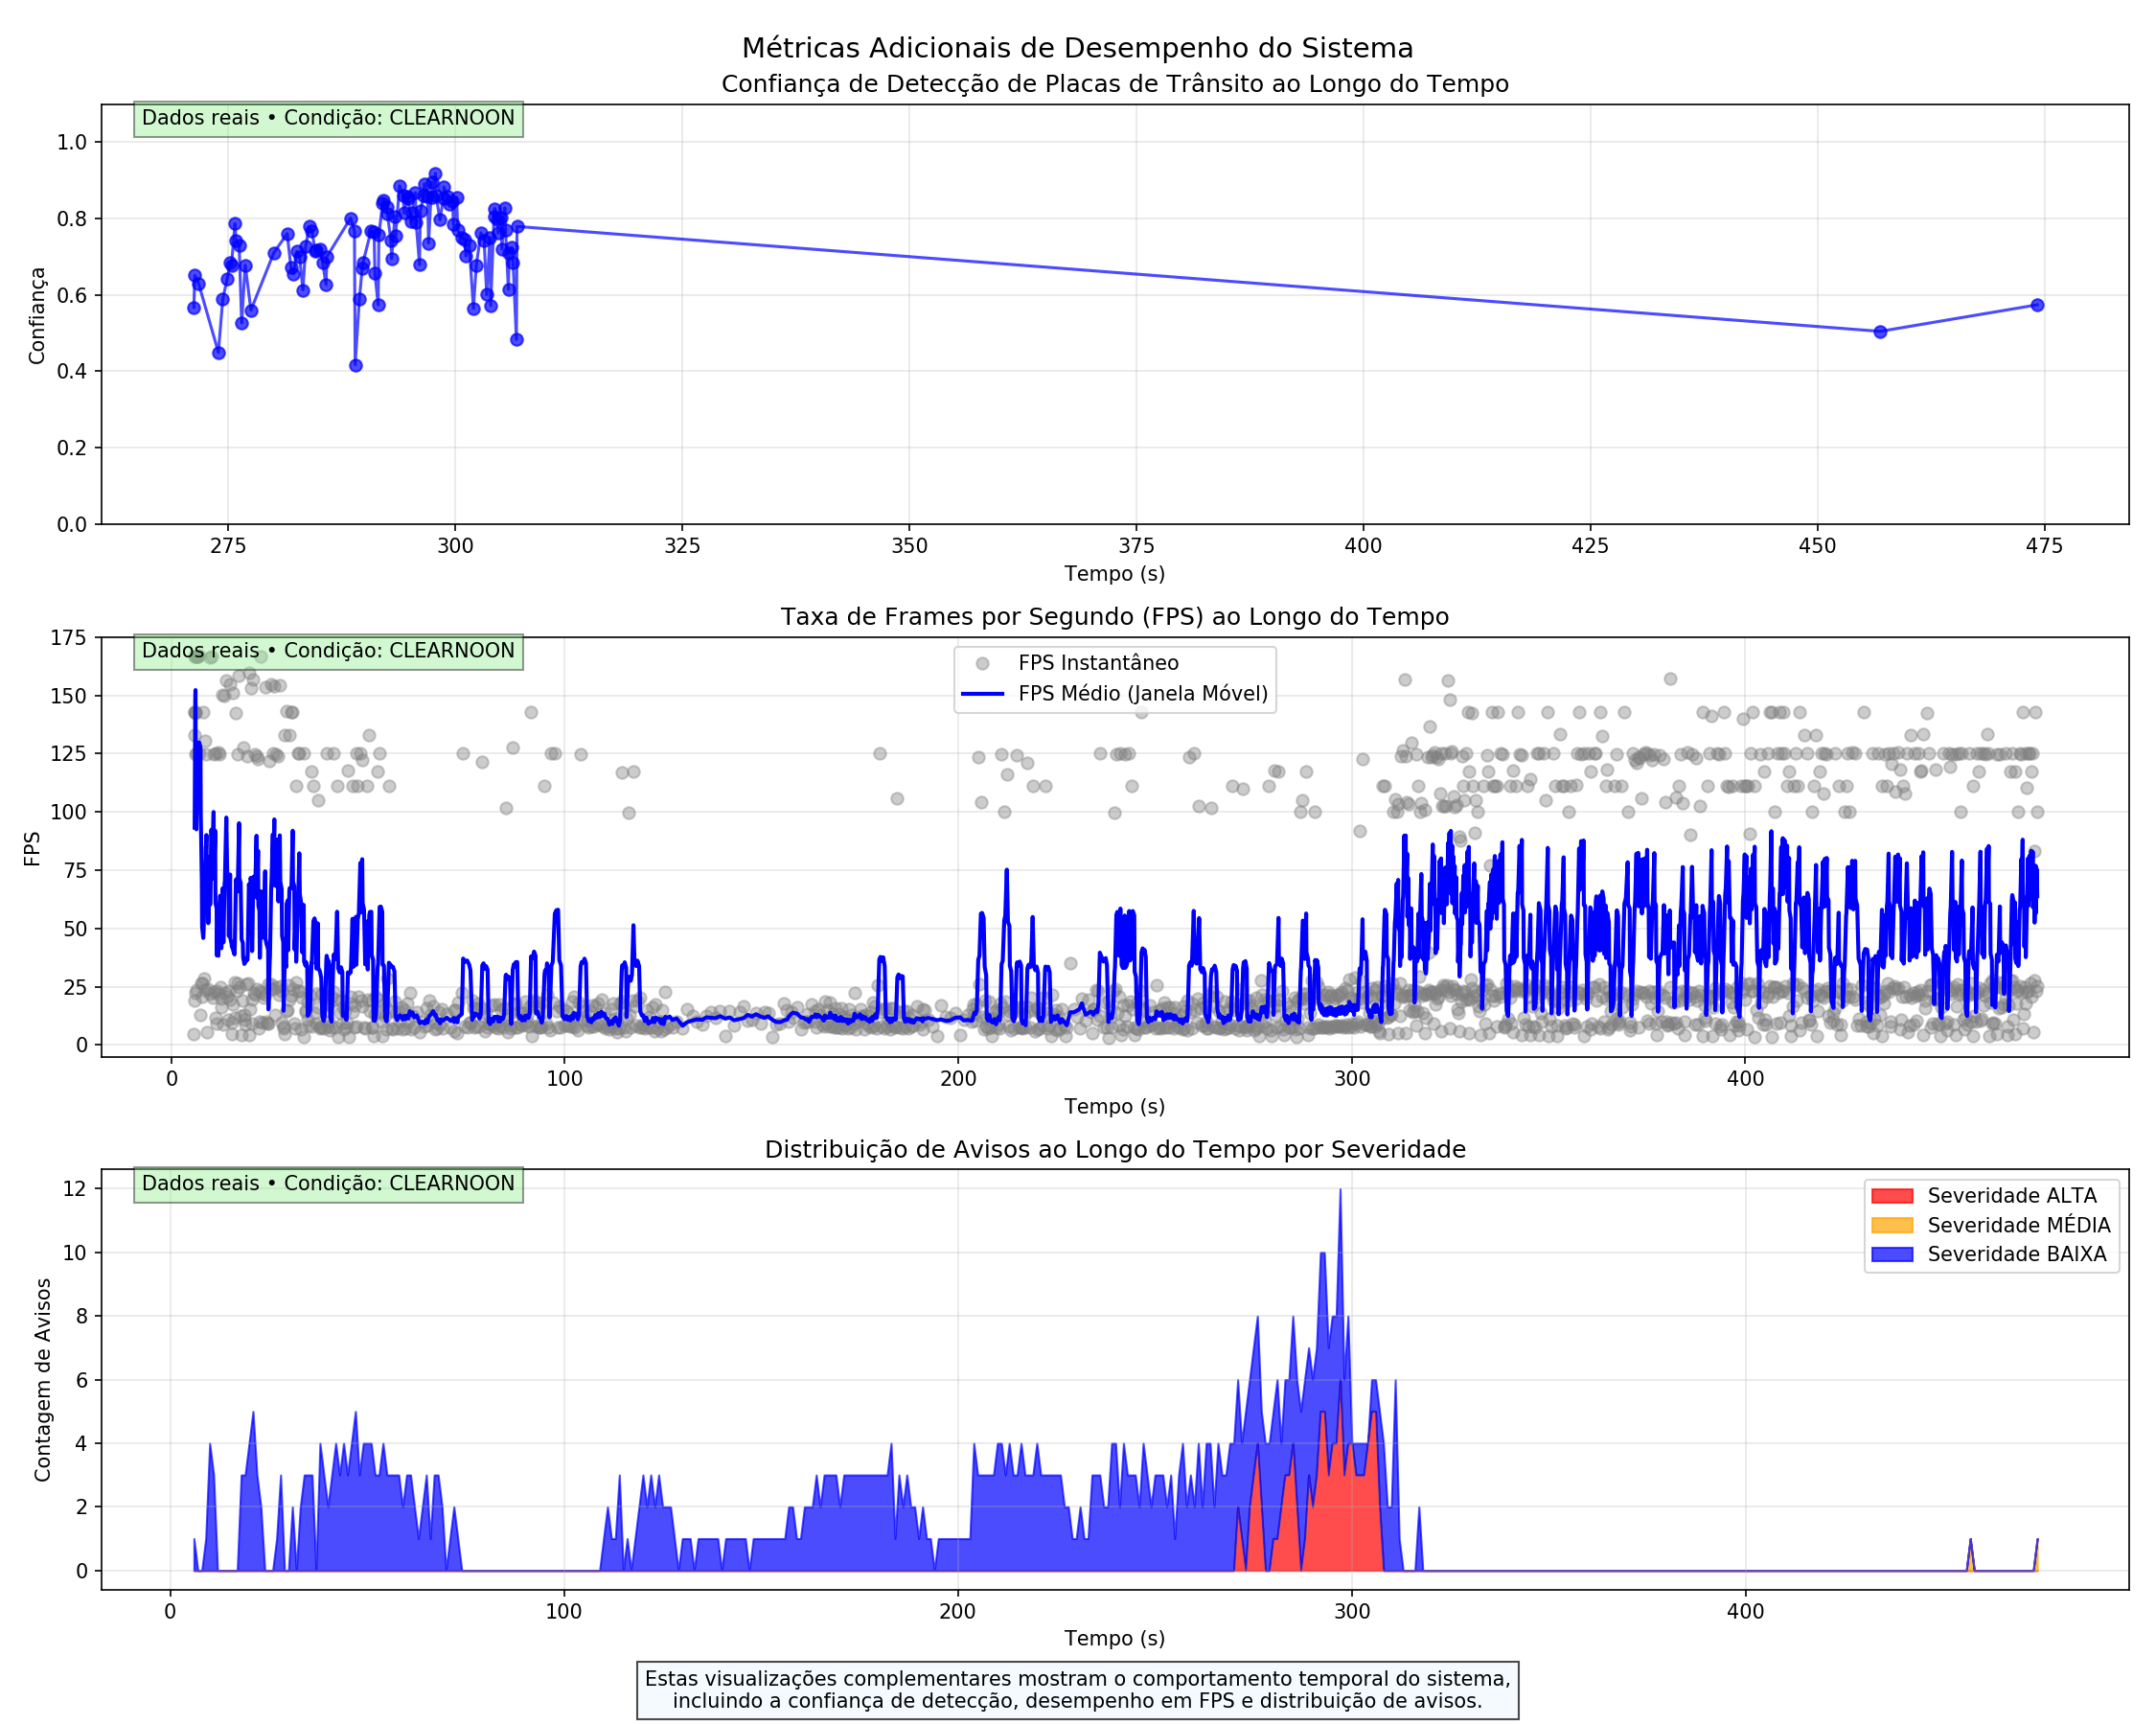 Métricas Adicionais de Desempenho do Sistema
Confiança de Detecção de Placas de Trânsito ao Longo do Tempo
Dados reais • Condição: CLEARNOON
1.0
0.8
0.6
0.4
0.2
0.0
Confiança
275 300 325 350 375 400 425 450 475
Tempo (s)
Taxa de Frames por Segundo (FPS) ao Longo do Tempo
Dados reais • Condição: CLEARNOON
FPS Instantâneo
FPS Médio (Janela Móvel)
175
150
125
100
75
50
25
0
FPS
0 100 200 300 400
Tempo (s)
Distribuição de Avisos ao Longo do Tempo por Severidade
Dados reais • Condição: CLEARNOON
Severidade ALTA
Severidade MÉDIA
Severidade BAIXA
12
10
8
6
4
2
0
Contagem de Avisos
0 100 200 300 400
Tempo (s)
Estas visualizações complementares mostram o comportamento temporal do sistema,
incluindo a confiança de detecção, desempenho em FPS e distribuição de avisos.